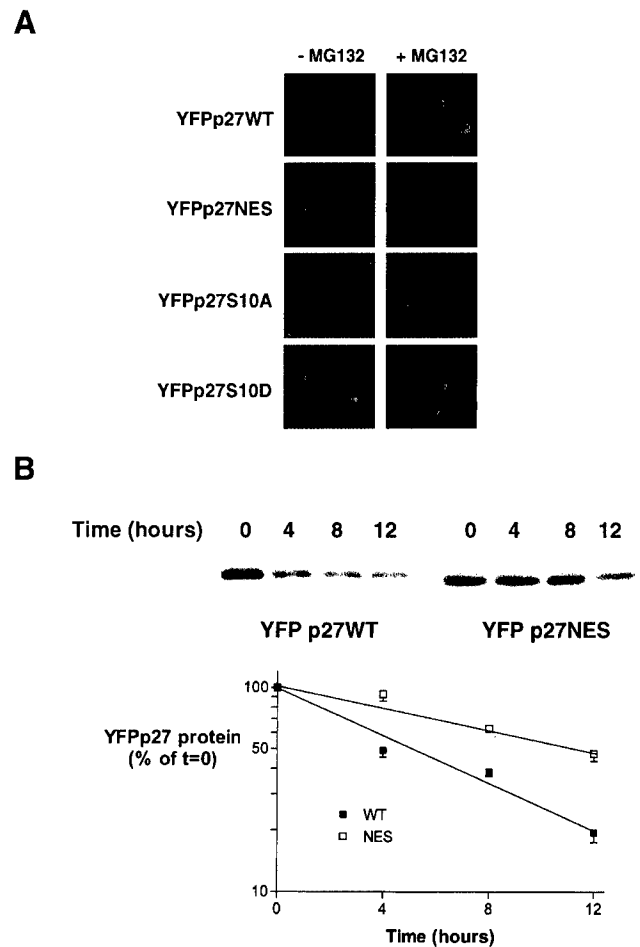 A
- MG132 + MG132
YFPp27WT
YFPp27NES
YFPp27S10A
YFPp27S10D
B
Time (hours) 0 4 8 12 0 4 8 12
YFP p27WT YFP p27NES
100
YFPp27 protein
(% of t=0)
50
WT
NES
10
0 4 8 12
Time (hours)